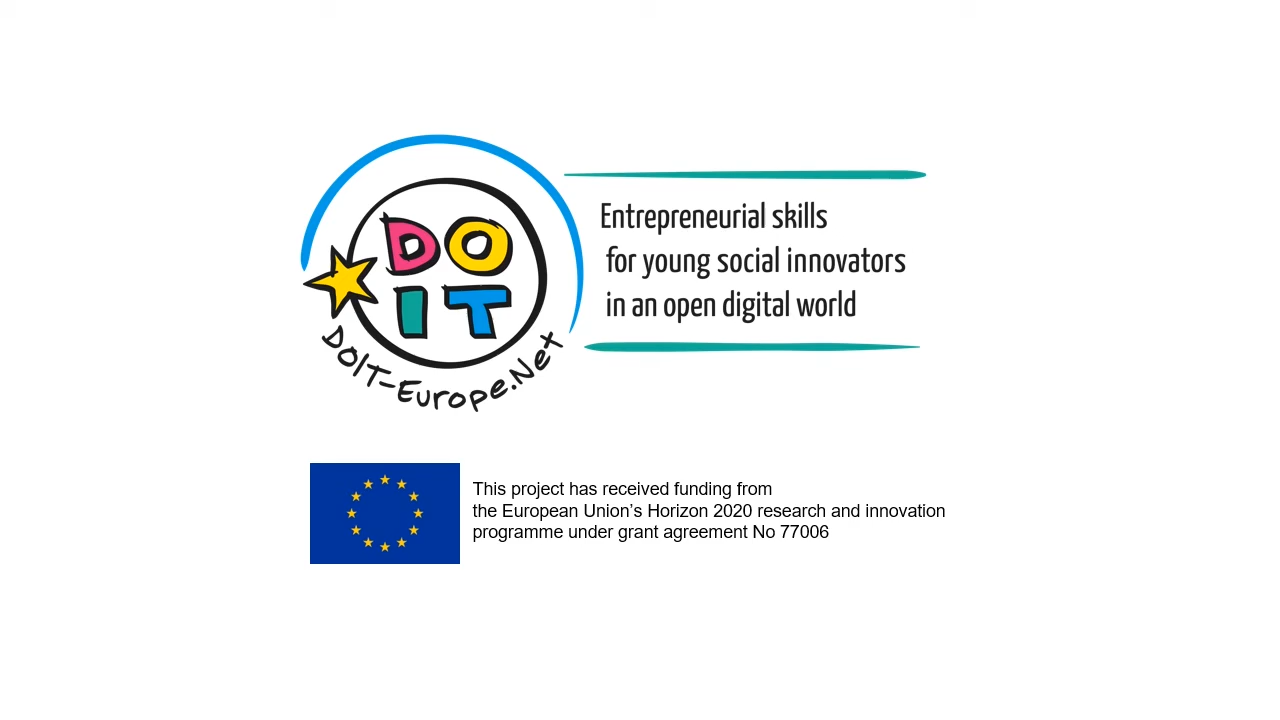 DO
IT
DOIT-Europe.Net
Entrepreneurial skills
for young social innovators
in an open digital world
This project has received funding from
the European Union’s Horizon 2020 research and innovation
programme under grant agreement No 77006